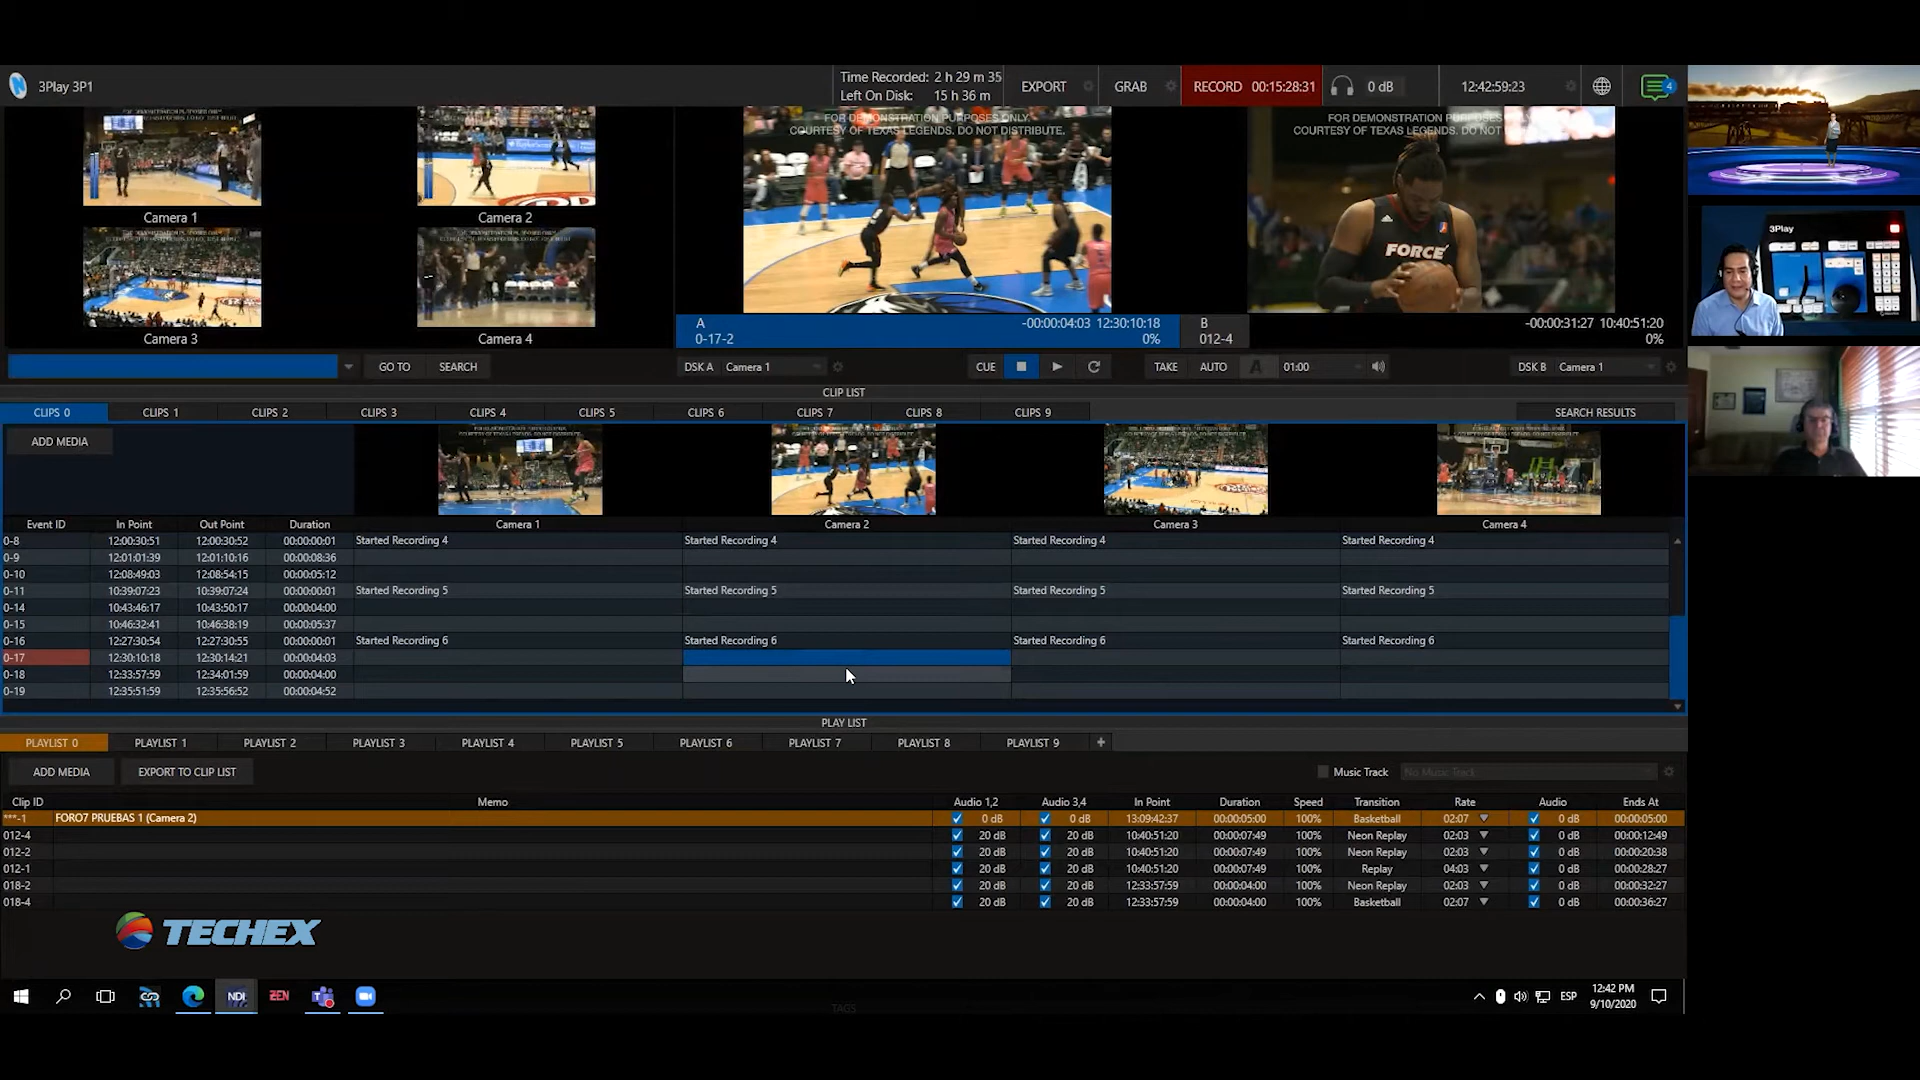 3Play 3P1
Time Recorded: 2 h 29 m 35
Left On Disk: 15 h 36 m
EXPORT
GRAB
RECORD 00:15:28:31
0 dB
12:42:59:23
4
Camera 1
Camera 2
Camera 3
Camera 4
FOR DEMONSTRATION PURPOSES ONLY.
COURTESY OF TEXAS LEGENDS. DO NOT DISTRIBUTE.
FOR DEMONSTRATION PURPOSES ONLY.
COURTESY OF TEXAS LEGENDS. DO NOT
FORCE
3Play
A -00:00:04:03 12:30:10:18
0-17-2 0%
B -00:00:31:27 10:40:51:20
012-4 0%
GO TO SEARCH
DSK A Camera 1
CUE
TAKE AUTO A 01:00
DSK B Camera 1
CLIP LIST
CLIPS 0 CLIPS 1 CLIPS 2 CLIPS 3 CLIPS 4 CLIPS 5 CLIPS 6 CLIPS 7 CLIPS 8 CLIPS 9 SEARCH RESULTS
ADD MEDIA
Event ID In Point Out Point Duration Camera 1 Camera 2 Camera 3 Camera 4
0-8 12:00:30:51 12:00:30:52 00:00:00:01 Started Recording 4 Started Recording 4 Started Recording 4 Started Recording 4
0-9 12:01:01:39 12:01:10:16 00:00:08:36
0-10 12:08:49:03 12:08:54:15 00:00:05:12
0-11 10:39:07:23 10:39:07:24 00:00:00:01 Started Recording 5 Started Recording 5 Started Recording 5 Started Recording 5
0-14 10:43:46:17 10:43:50:17 00:00:04:00
0-15 10:46:32:41 10:46:38:19 00:00:05:37
0-16 12:27:30:54 12:27:30:55 00:00:00:01 Started Recording 6 Started Recording 6 Started Recording 6 Started Recording 6
0-17 12:30:10:18 12:30:14:21 00:00:04:03
0-18 12:33:57:59 12:34:01:59 00:00:04:00
0-19 12:35:51:59 12:35:56:52 00:00:04:52
PLAY LIST
PLAYLIST 0 PLAYLIST 1 PLAYLIST 2 PLAYLIST 3 PLAYLIST 4 PLAYLIST 5 PLAYLIST 6 PLAYLIST 7 PLAYLIST 8 PLAYLIST 9 +
ADD MEDIA EXPORT TO CLIP LIST Music Track No Music Track
Clip ID Memo Audio 1,2 Audio 3,4 In Point Duration Speed Transition Rate Audio Ends At
***-1 FORO7 PRUEBAS 1 (Camera 2) 0 dB 0 dB 13:09:42:37 00:00:05:00 100% Basketball 02:07 0 dB 00:00:05:00
012-4 20 dB 20 dB 10:40:51:20 00:00:07:49 100% Neon Replay 02:03 0 dB 00:00:12:49
012-2 20 dB 20 dB 10:40:51:20 00:00:07:49 100% Neon Replay 02:03 0 dB 00:00:20:38
012-1 20 dB 20 dB 10:40:51:20 00:00:07:49 100% Replay 04:03 0 dB 00:00:28:27
018-2 20 dB 20 dB 12:33:57:59 00:00:04:00 100% Neon Replay 02:03 0 dB 00:00:32:27
018-4 20 dB 20 dB 12:33:57:59 00:00:04:00 100% Basketball 02:07 0 dB 00:00:36:27
TECHEX
NDI
ZEN
ESP
12:42 PM
9/10/2020
TAGS